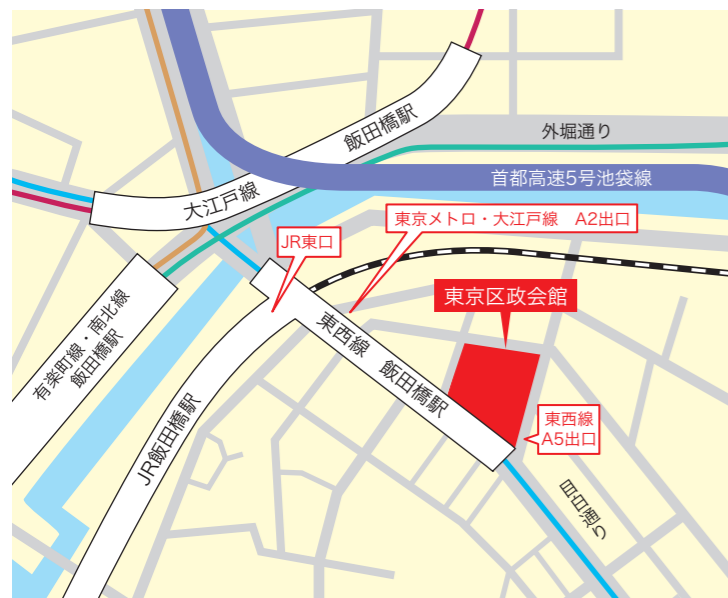 飯田橋駅
外堀通り
大江戸線
首都高速5号池袋線
東京メトロ・大江戸線　A2出口
JR東口
東京区政会館
有楽町線・南北線
飯田橋駅
東西線　飯田橋駅
東西線
A5出口
JR飯田橋駅
目白通り